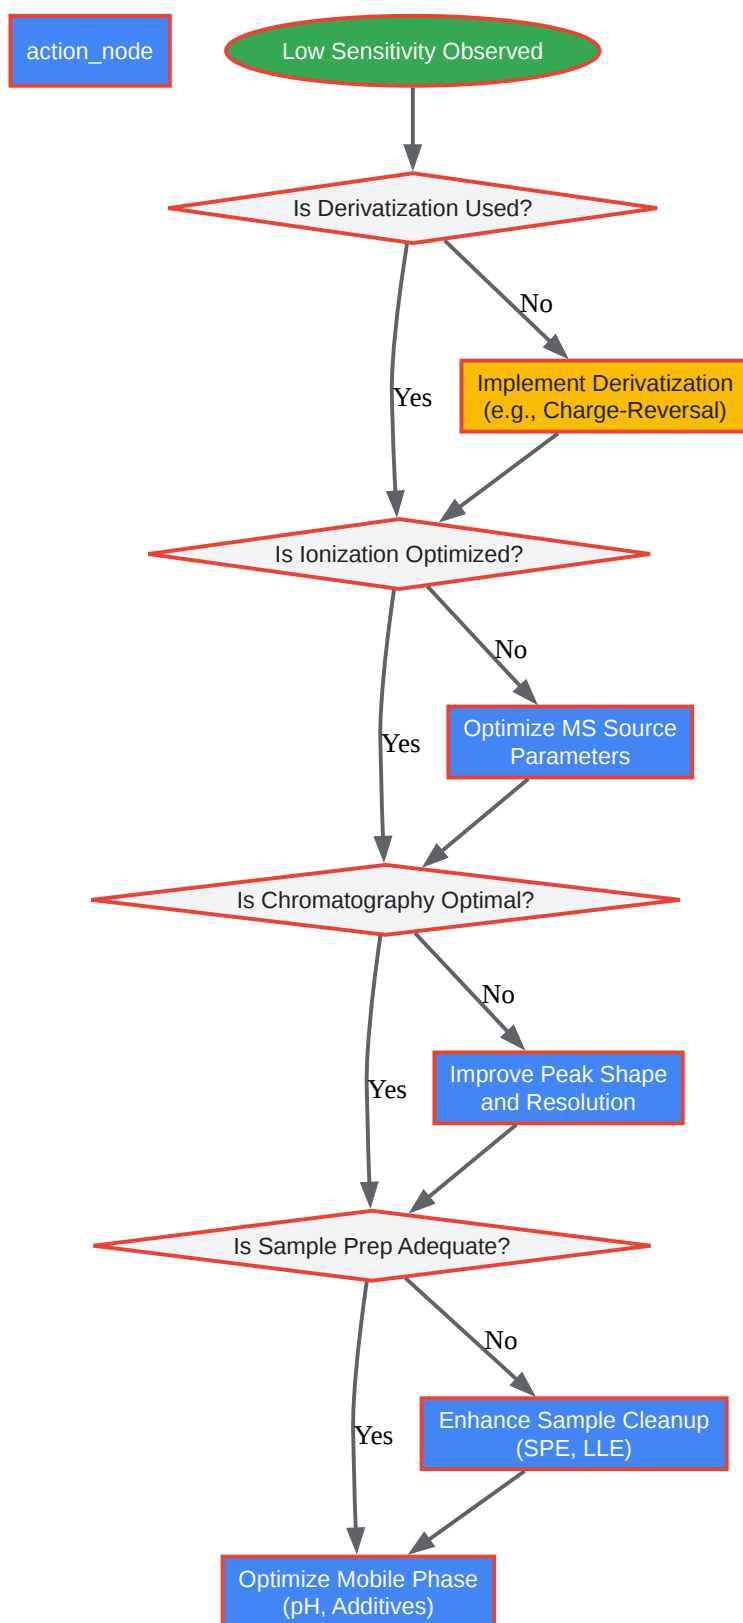 action_node
Low Sensitivity Observed
Is Derivatization Used?
No
Implement Derivatization
(e.g., Charge-Reversal)
Yes
Is Ionization Optimized?
No
Optimize MS Source
Parameters
Yes
Is Chromatography Optimal?
No
Improve Peak Shape
and Resolution
Yes
Is Sample Prep Adequate?
No
Enhance Sample Cleanup
(SPE, LLE)
Yes
Optimize Mobile Phase
(pH, Additives)